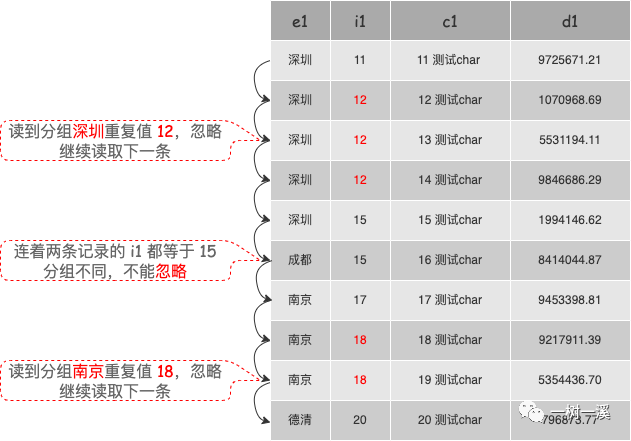 e1 i1 c1 d1
深圳 11 11 测试char 9725671.21
深圳 12 12 测试char 1070968.69
读到分组深圳重复值 12，忽略
继续读取下一条
深圳 12 13 测试char 5531194.11
深圳 12 14 测试char 9846686.29
深圳 15 15 测试char 1994146.62
连着两条记录的 i1 都等于 15
分组不同，不能忽略
成都 15 16 测试char 8414044.87
南京 17 17 测试char 9453398.81
南京 18 18 测试char 9217911.39
读到分组南京重复值 18，忽略
继续读取下一条
南京 18 19 测试char 5354436.70
德清 20 20 测试char 796873.77
一树一溪